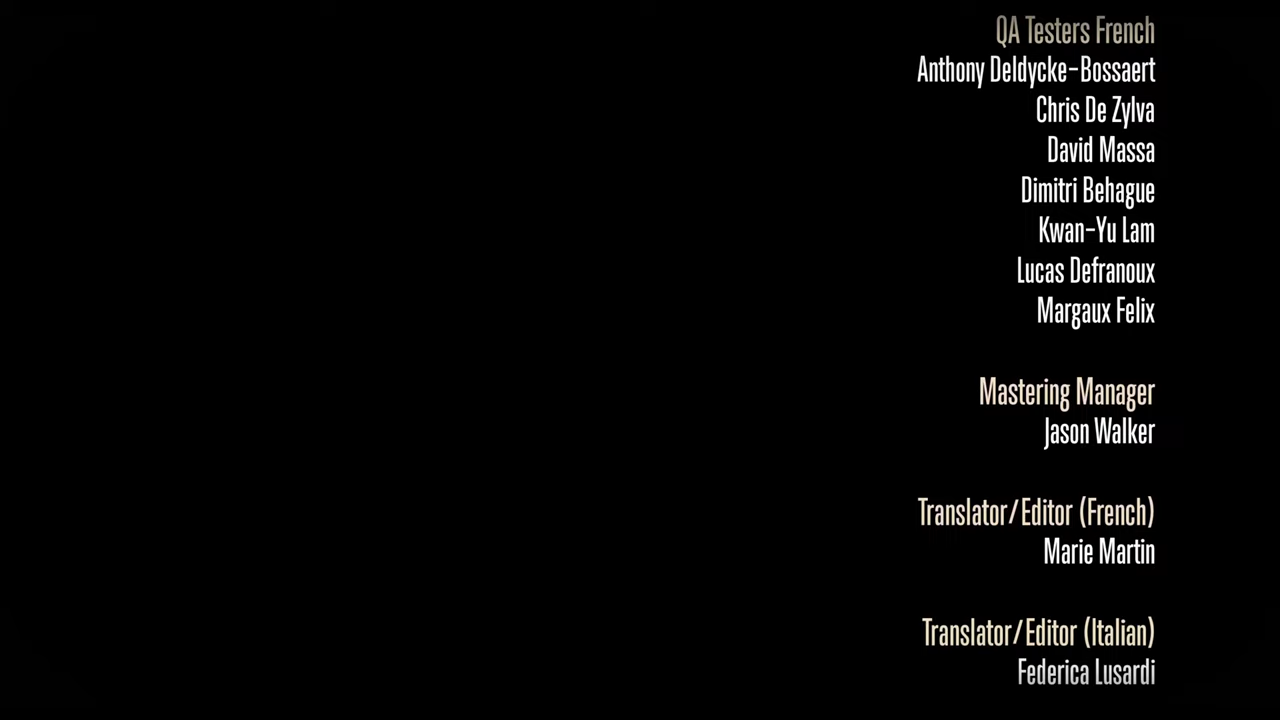 QA Testers French
Anthony Deldycke-Bossaert
Chris De Zylva
David Massa
Dimitri Behague
Kwan-Yu Lam
Lucas Defranoux
Margaux Felix
Mastering Manager
Jason Walker
Translator/Editor (French)
Marie Martin
Translator/Editor (Italian)
Federica Lusardi